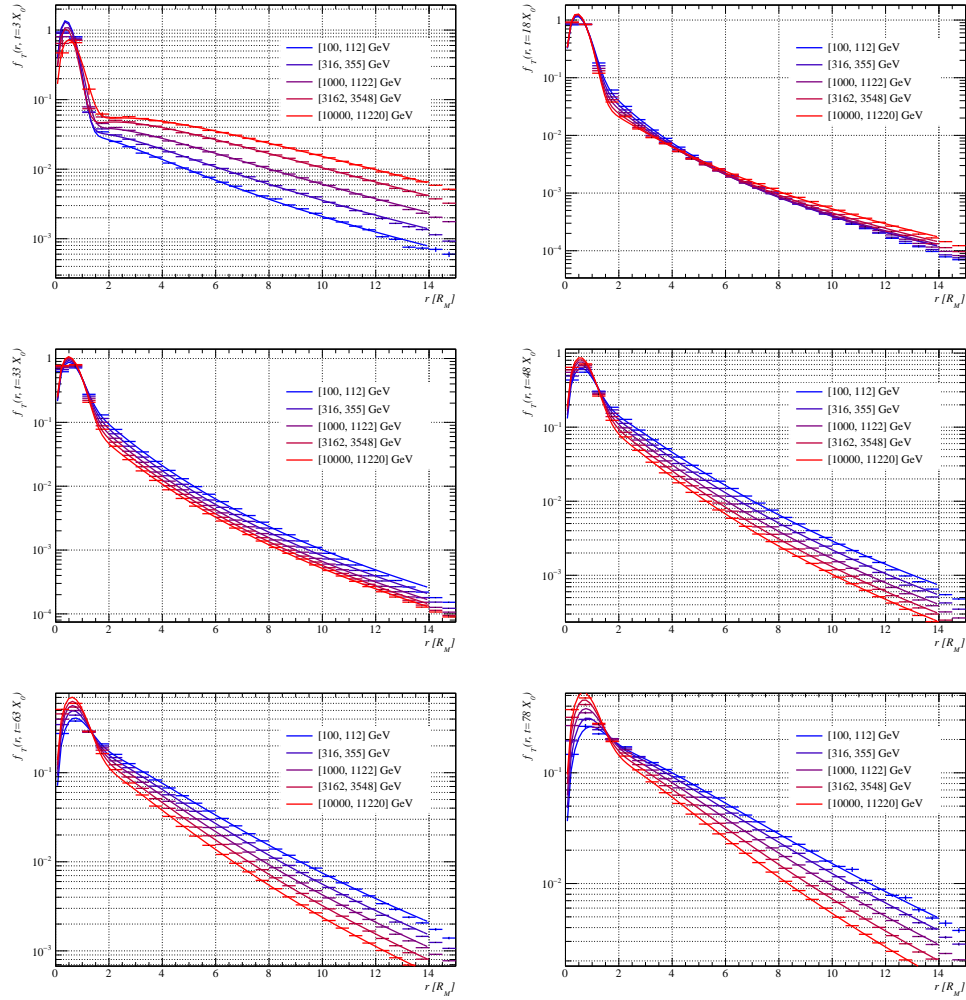 f_T(r, t=3 X_0)
1
10^{-1}
10^{-2}
10^{-3}
[100, 112] GeV
[316, 355] GeV
[1000, 1122] GeV
[3162, 3548] GeV
[10000, 11220] GeV
0 2 4 6 8 10 12 14
r [R_M]
f_T(r, t=18 X_0)
1
10^{-1}
10^{-2}
10^{-3}
10^{-4}
[100, 112] GeV
[316, 355] GeV
[1000, 1122] GeV
[3162, 3548] GeV
[10000, 11220] GeV
0 2 4 6 8 10 12 14
r [R_M]
f_T(r, t=33 X_0)
1
10^{-1}
10^{-2}
10^{-3}
10^{-4}
[100, 112] GeV
[316, 355] GeV
[1000, 1122] GeV
[3162, 3548] GeV
[10000, 11220] GeV
0 2 4 6 8 10 12 14
r [R_M]
f_T(r, t=48 X_0)
1
10^{-1}
10^{-2}
10^{-3}
[100, 112] GeV
[316, 355] GeV
[1000, 1122] GeV
[3162, 3548] GeV
[10000, 11220] GeV
0 2 4 6 8 10 12 14
r [R_M]
f_T(r, t=63 X_0)
10^{-1}
10^{-2}
10^{-3}
[100, 112] GeV
[316, 355] GeV
[1000, 1122] GeV
[3162, 3548] GeV
[10000, 11220] GeV
0 2 4 6 8 10 12 14
r [R_M]
f_T(r, t=78 X_0)
10^{-1}
10^{-2}
[100, 112] GeV
[316, 355] GeV
[1000, 1122] GeV
[3162, 3548] GeV
[10000, 11220] GeV
0 2 4 6 8 10 12 14
r [R_M]